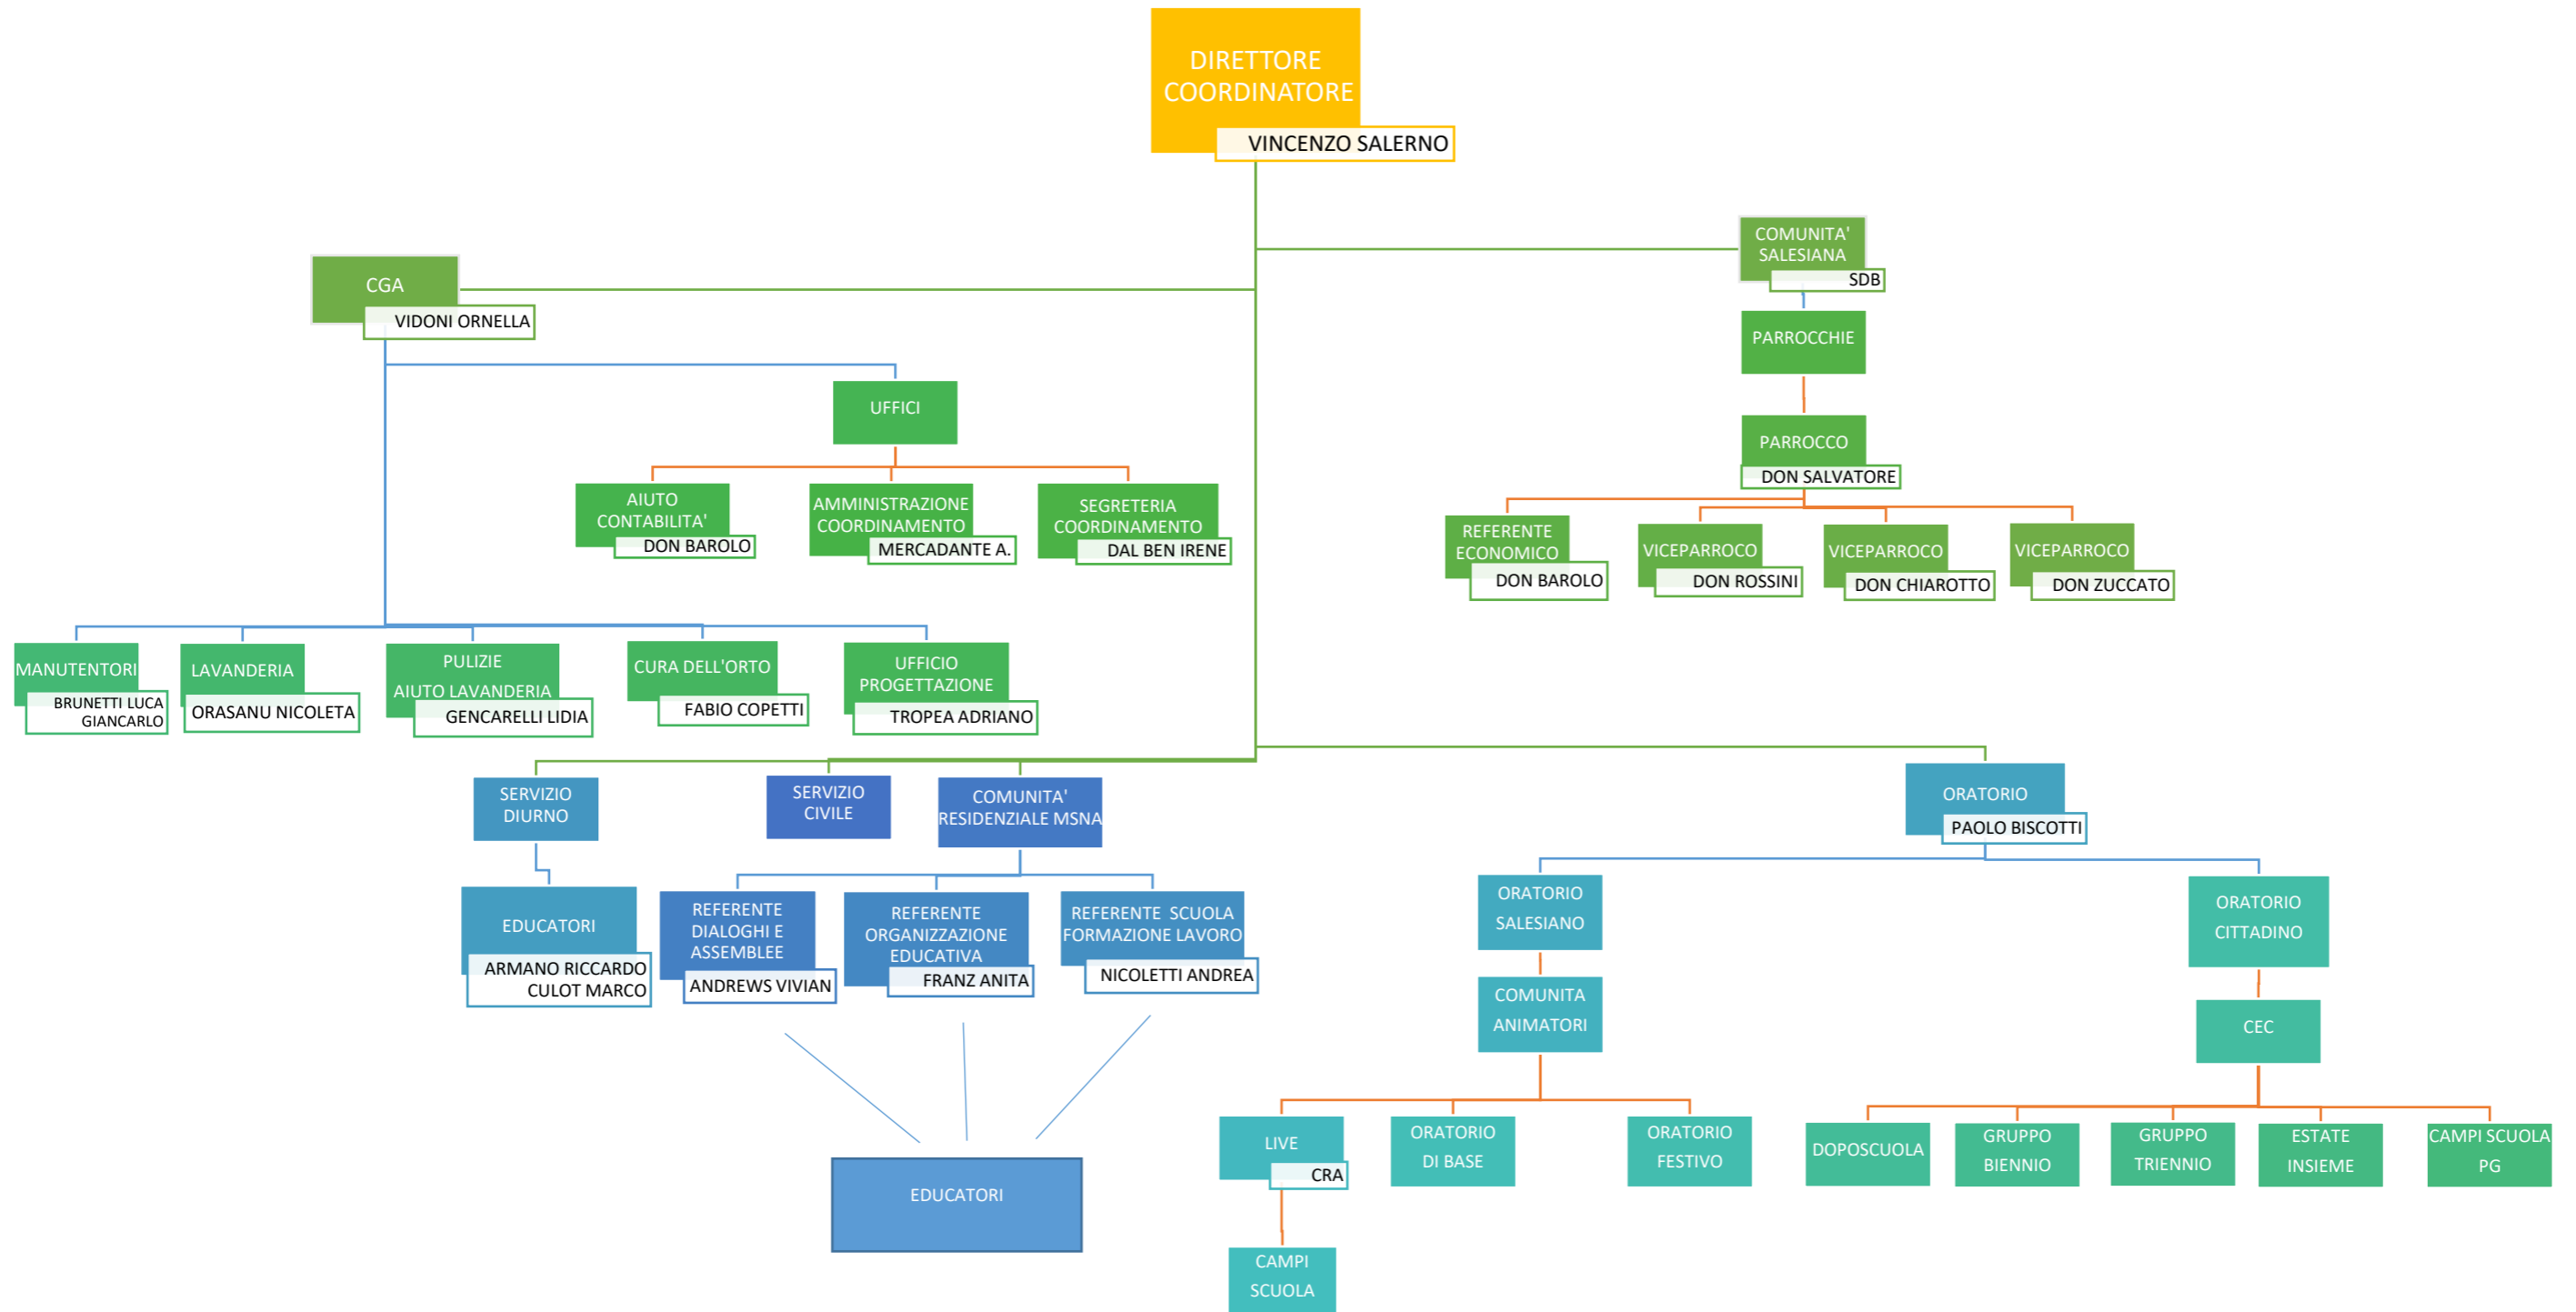 DIRETTORE
COORDINATORE
VINCENZO SALERNO
COMUNITA'
SALESIANA
SDB
CGA
VIDONI ORNELLA
PARROCCHIE
UFFICI
PARROCCO
DON SALVATORE
AIUTO
CONTABILITA'
DON BAROLO
AMMINISTRAZIONE
COORDINAMENTO
MERCADANTE A.
SEGRETERIA
COORDINAMENTO
DAL BEN IRENE
REFERENTE
ECONOMICO
DON BAROLO
VICEPARROCO
DON ROSSINI
VICEPARROCO
DON CHIAROTTO
VICEPARROCO
DON ZUCCATO
MANUTENTORI
BRUNETTI LUCA
GIANCARLO
LAVANDERIA
ORASANU NICOLETA
PULIZIE
AIUTO LAVANDERIA
GENCARELLI LIDIA
CURA DELL'ORTO
FABIO COPETTI
UFFICIO
PROGETTAZIONE
TROPEA ADRIANO
SERVIZIO
DIURNO
SERVIZIO
CIVILE
COMUNITA'
RESIDENZIALE MSNA
ORATORIO
PAOLO BISCOTTI
EDUCATORI
ARMANO RICCARDO
CULOT MARCO
REFERENTE
DIALOGHI E
ASSEMBLEE
ANDREWS VIVIAN
REFERENTE
ORGANIZZAZIONE
EDUCATIVA
FRANZ ANITA
REFERENTE SCUOLA
FORMAZIONE LAVORO
NICOLETTI ANDREA
ORATORIO
SALESIANO
ORATORIO
CITTADINO
COMUNITA
ANIMATORI
CEC
EDUCATORI
LIVE
CRA
ORATORIO
DI BASE
ORATORIO
FESTIVO
DOPOSCUOLA
GRUPPO
BIENNIO
GRUPPO
TRIENNIO
ESTATE
INSIEME
CAMPI SCUOLA
PG
CAMPI
SCUOLA